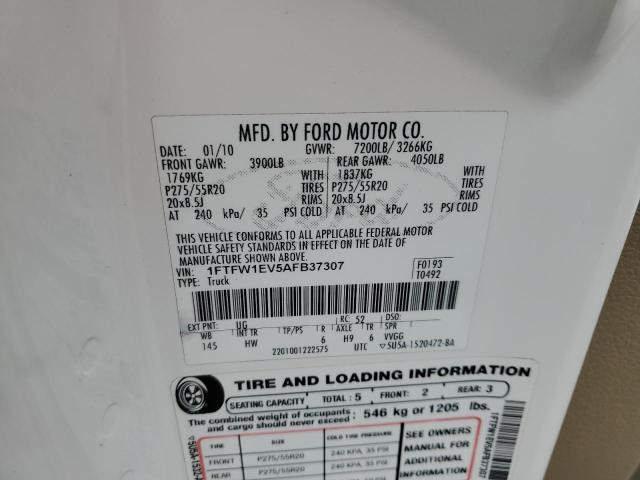 MFD. BY FORD MOTOR CO.
DATE: 01/10 GVWR: 7200LB/ 3266KG
FRONT GAWR: 3900LB REAR GAWR: 4050LB
1769KG 1837KG
P275/55R20 TIRES P275/55R20 TIRES
20x8.5J RIMS 20x8.5J RIMS
AT 240 kPa/ 35 PSI COLD AT 240 kPa/ 35 PSI COLD
THIS VEHICLE CONFORMS TO ALL APPLICABLE FEDERAL MOTOR
VEHICLE SAFETY STANDARDS IN EFFECT ON THE DATE OF
MANUFACTURE SHOWN ABOVE.
VIN: 1FTFW1EV5AFB37307 F0193
TYPE: Truck T0492
EXT PNT: UG RC: 52 DSO:
WB INT TR TP/PS R AXLE TR SPR
145 HW 6 H9 6 VVGG
2201001222575 UTC 5U5A-1520472-BA
TIRE AND LOADING INFORMATION
SEATING CAPACITY TOTAL : 5 FRONT : 2 REAR: 3
The combined weight of occupants and cargo should never exceed : 546 kg or 1205 lbs.
TIRE SIZE COLD TIRE PRESSURE SEE OWNERS
FRONT P275/55R20 240 KPA, 35 PSI MANUAL FOR
REAR P275/55R20 240 KPA, 35 PSI ADDITIONAL
INFORMATION